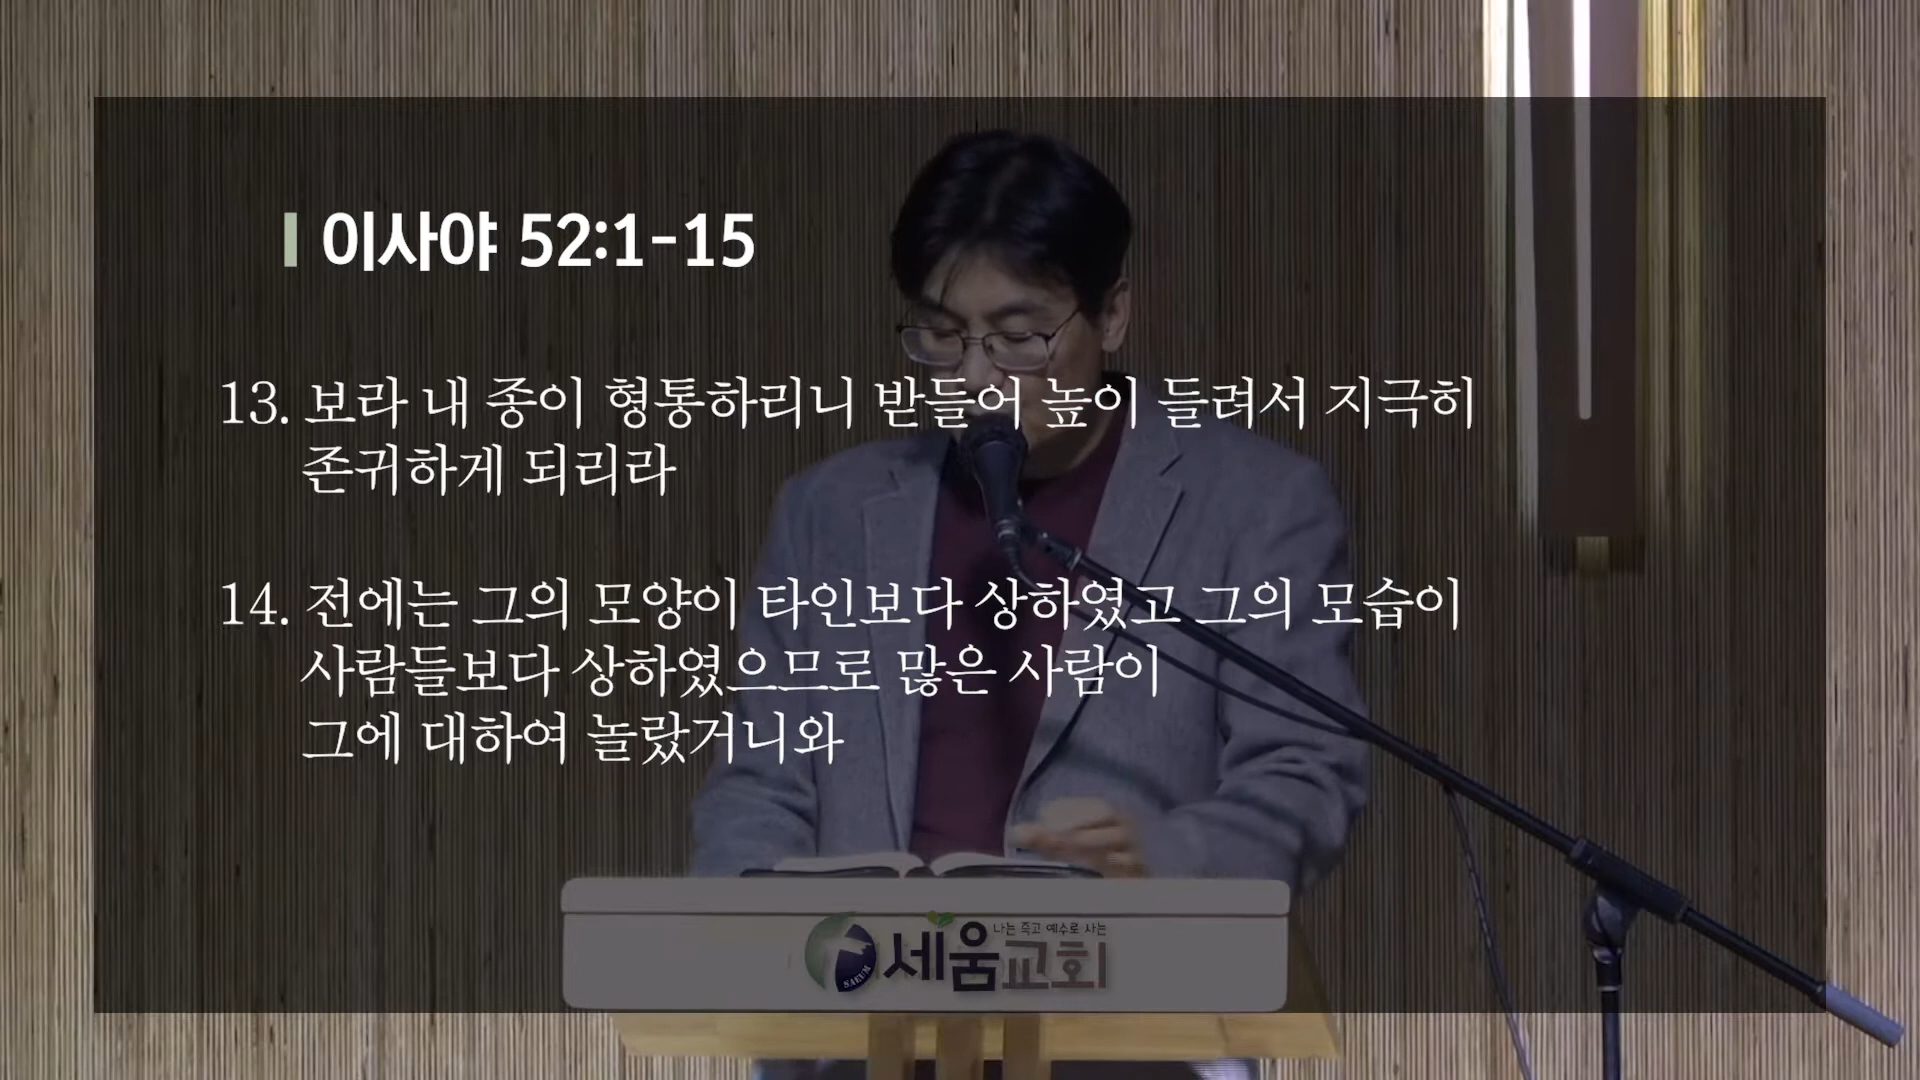 이사야 52:1-15
13. 보라 내 종이 형통하리니 받들어 높이 들려서 지극히
존귀하게 되리라
14. 전에는 그의 모양이 타인보다 상하였고 그의 모습이
사람들보다 상하였으므로 많은 사람이
그에 대하여 놀랐거니와
나는 죽고 예수로 사는
세움교회
SAEUM